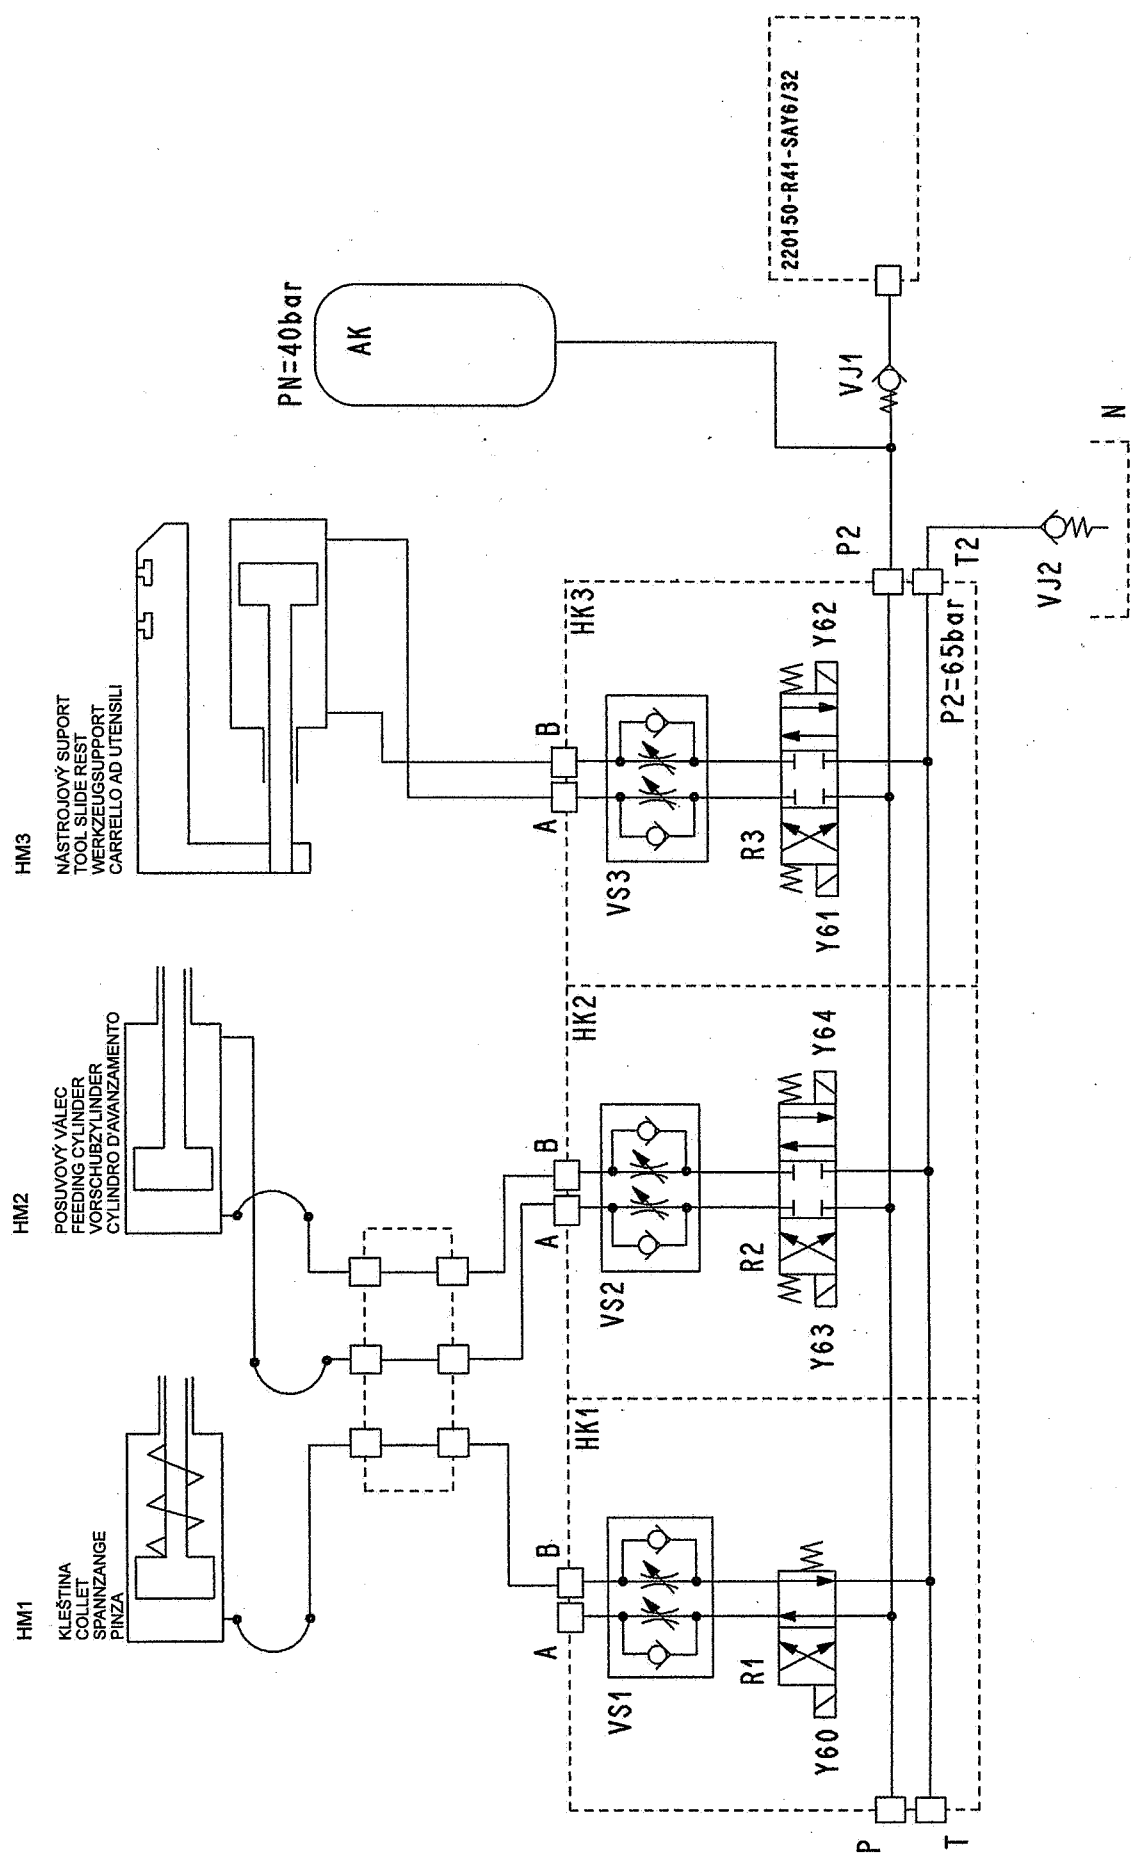 HM1
KLEŠTINA
COLLET
SPANNZANGE
PINZA
HM2
POSUVOVÝ VÁLEC
FEEDING CYLINDER
VORSCHUBZYLINDER
CYLINDRO D'AVANZAMENTO
HM3
NÁSTROJOVÝ SUPORT
TOOL SLIDE REST
WERKZEUGSUPPORT
CARRELLO AD UTENSILI
PN=40bar
AK
A
B
HK1
A
B
HK2
A
B
HK3
VS1
VS2
VS3
R1
R2
R3
Y60
Y63
Y64
Y61
Y62
220150-R41-SAY6/32
VJ1
P
T
P2
T2
P2=65bar
VJ2
N